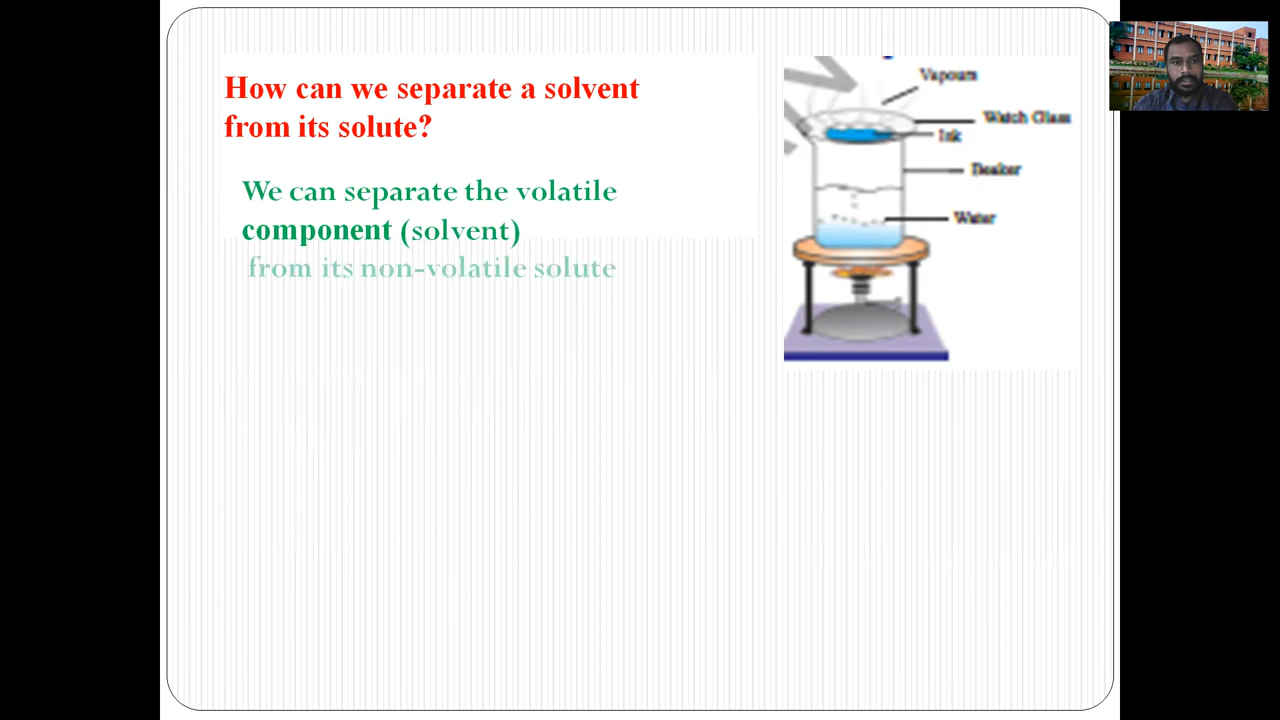 How can we separate a solvent
from its solute?
We can separate the volatile
component (solvent)
from its non-volatile solute
Vapours
Watch Glass
Ink
Beaker
Water